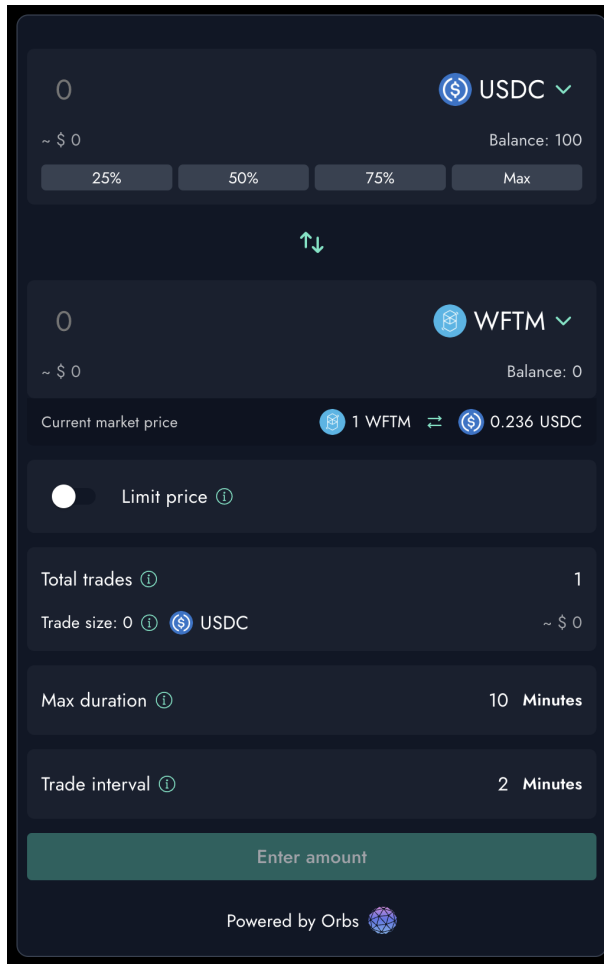 0 USDC
~ $ 0 Balance: 100
25% 50% 75% Max
0 WFTM
~ $ 0 Balance: 0
Current market price 1 WFTM ⇄ 0.236 USDC
Limit price
Total trades 1
Trade size: 0 USDC ~ $ 0
Max duration 10 Minutes
Trade interval 2 Minutes
Enter amount
Powered by Orbs